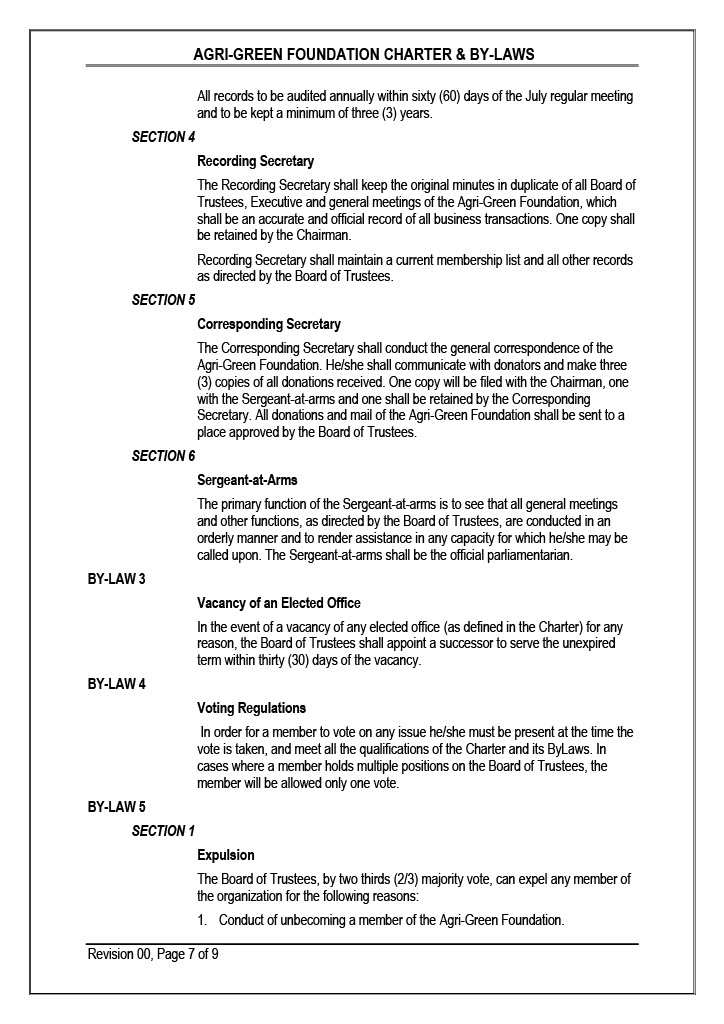 AGRI-GREEN FOUNDATION CHARTER & BY-LAWS
All records to be audited annually within sixty (60) days of the July regular meeting
and to be kept a minimum of three (3) years.
SECTION 4
Recording Secretary
The Recording Secretary shall keep the original minutes in duplicate of all Board of
Trustees, Executive and general meetings of the Agri-Green Foundation, which
shall be an accurate and official record of all business transactions. One copy shall
be retained by the Chairman.
Recording Secretary shall maintain a current membership list and all other records
as directed by the Board of Trustees.
SECTION 5
Corresponding Secretary
The Corresponding Secretary shall conduct the general correspondence of the
Agri-Green Foundation. He/she shall communicate with donators and make three
(3) copies of all donations received. One copy will be filed with the Chairman, one
with the Sergeant-at-arms and one shall be retained by the Corresponding
Secretary. All donations and mail of the Agri-Green Foundation shall be sent to a
place approved by the Board of Trustees.
SECTION 6
Sergeant-at-Arms
The primary function of the Sergeant-at-arms is to see that all general meetings
and other functions, as directed by the Board of Trustees, are conducted in an
orderly manner and to render assistance in any capacity for which he/she may be
called upon. The Sergeant-at-arms shall be the official parliamentarian.
BY-LAW 3
Vacancy of an Elected Office
In the event of a vacancy of any elected office (as defined in the Charter) for any
reason, the Board of Trustees shall appoint a successor to serve the unexpired
term within thirty (30) days of the vacancy.
BY-LAW 4
Voting Regulations
In order for a member to vote on any issue he/she must be present at the time the
vote is taken, and meet all the qualifications of the Charter and its ByLaws. In
cases where a member holds multiple positions on the Board of Trustees, the
member will be allowed only one vote.
BY-LAW 5
SECTION 1
Expulsion
The Board of Trustees, by two thirds (2/3) majority vote, can expel any member of
the organization for the following reasons:
1. Conduct of unbecoming a member of the Agri-Green Foundation.
Revision 00, Page 7 of 9